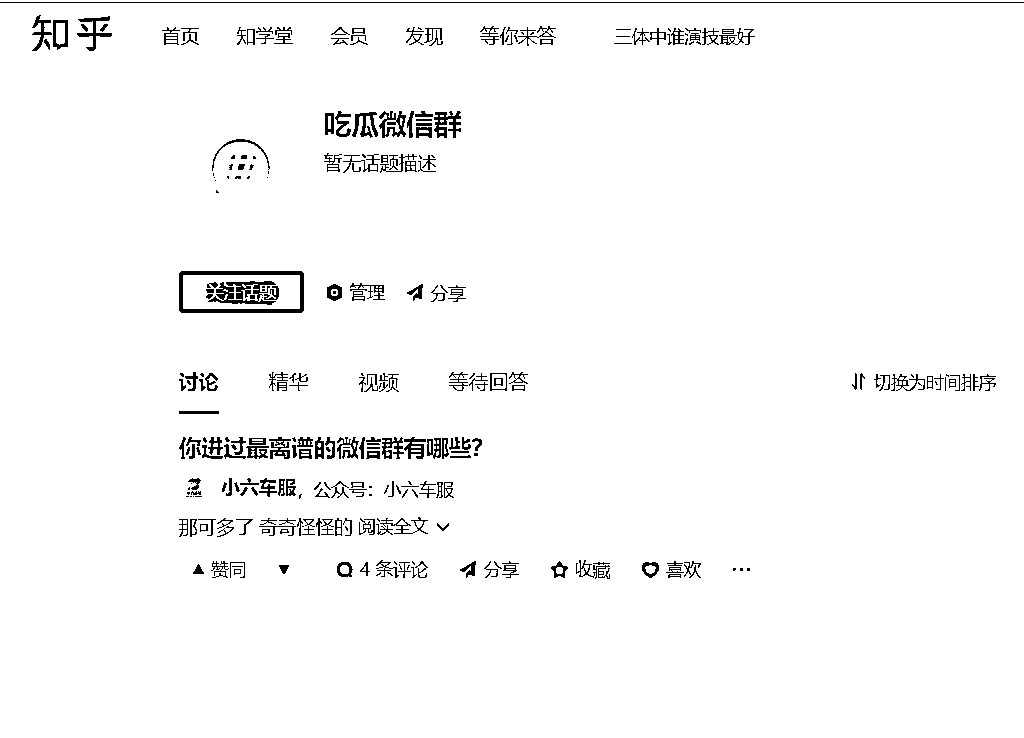 知乎 首页 知学堂 会员 发现 等你来答 三体中谁演技最好
吃瓜微信群
暂无话题描述
关注话题 管理 分享
讨论 精华 视频 等待回答 切换为时间排序
你进过最离谱的微信群有哪些？
小六车服，公众号：小六车服
那可多了 奇奇怪怪的 阅读全文
赞同 4 条评论 分享 收藏 喜欢 ...